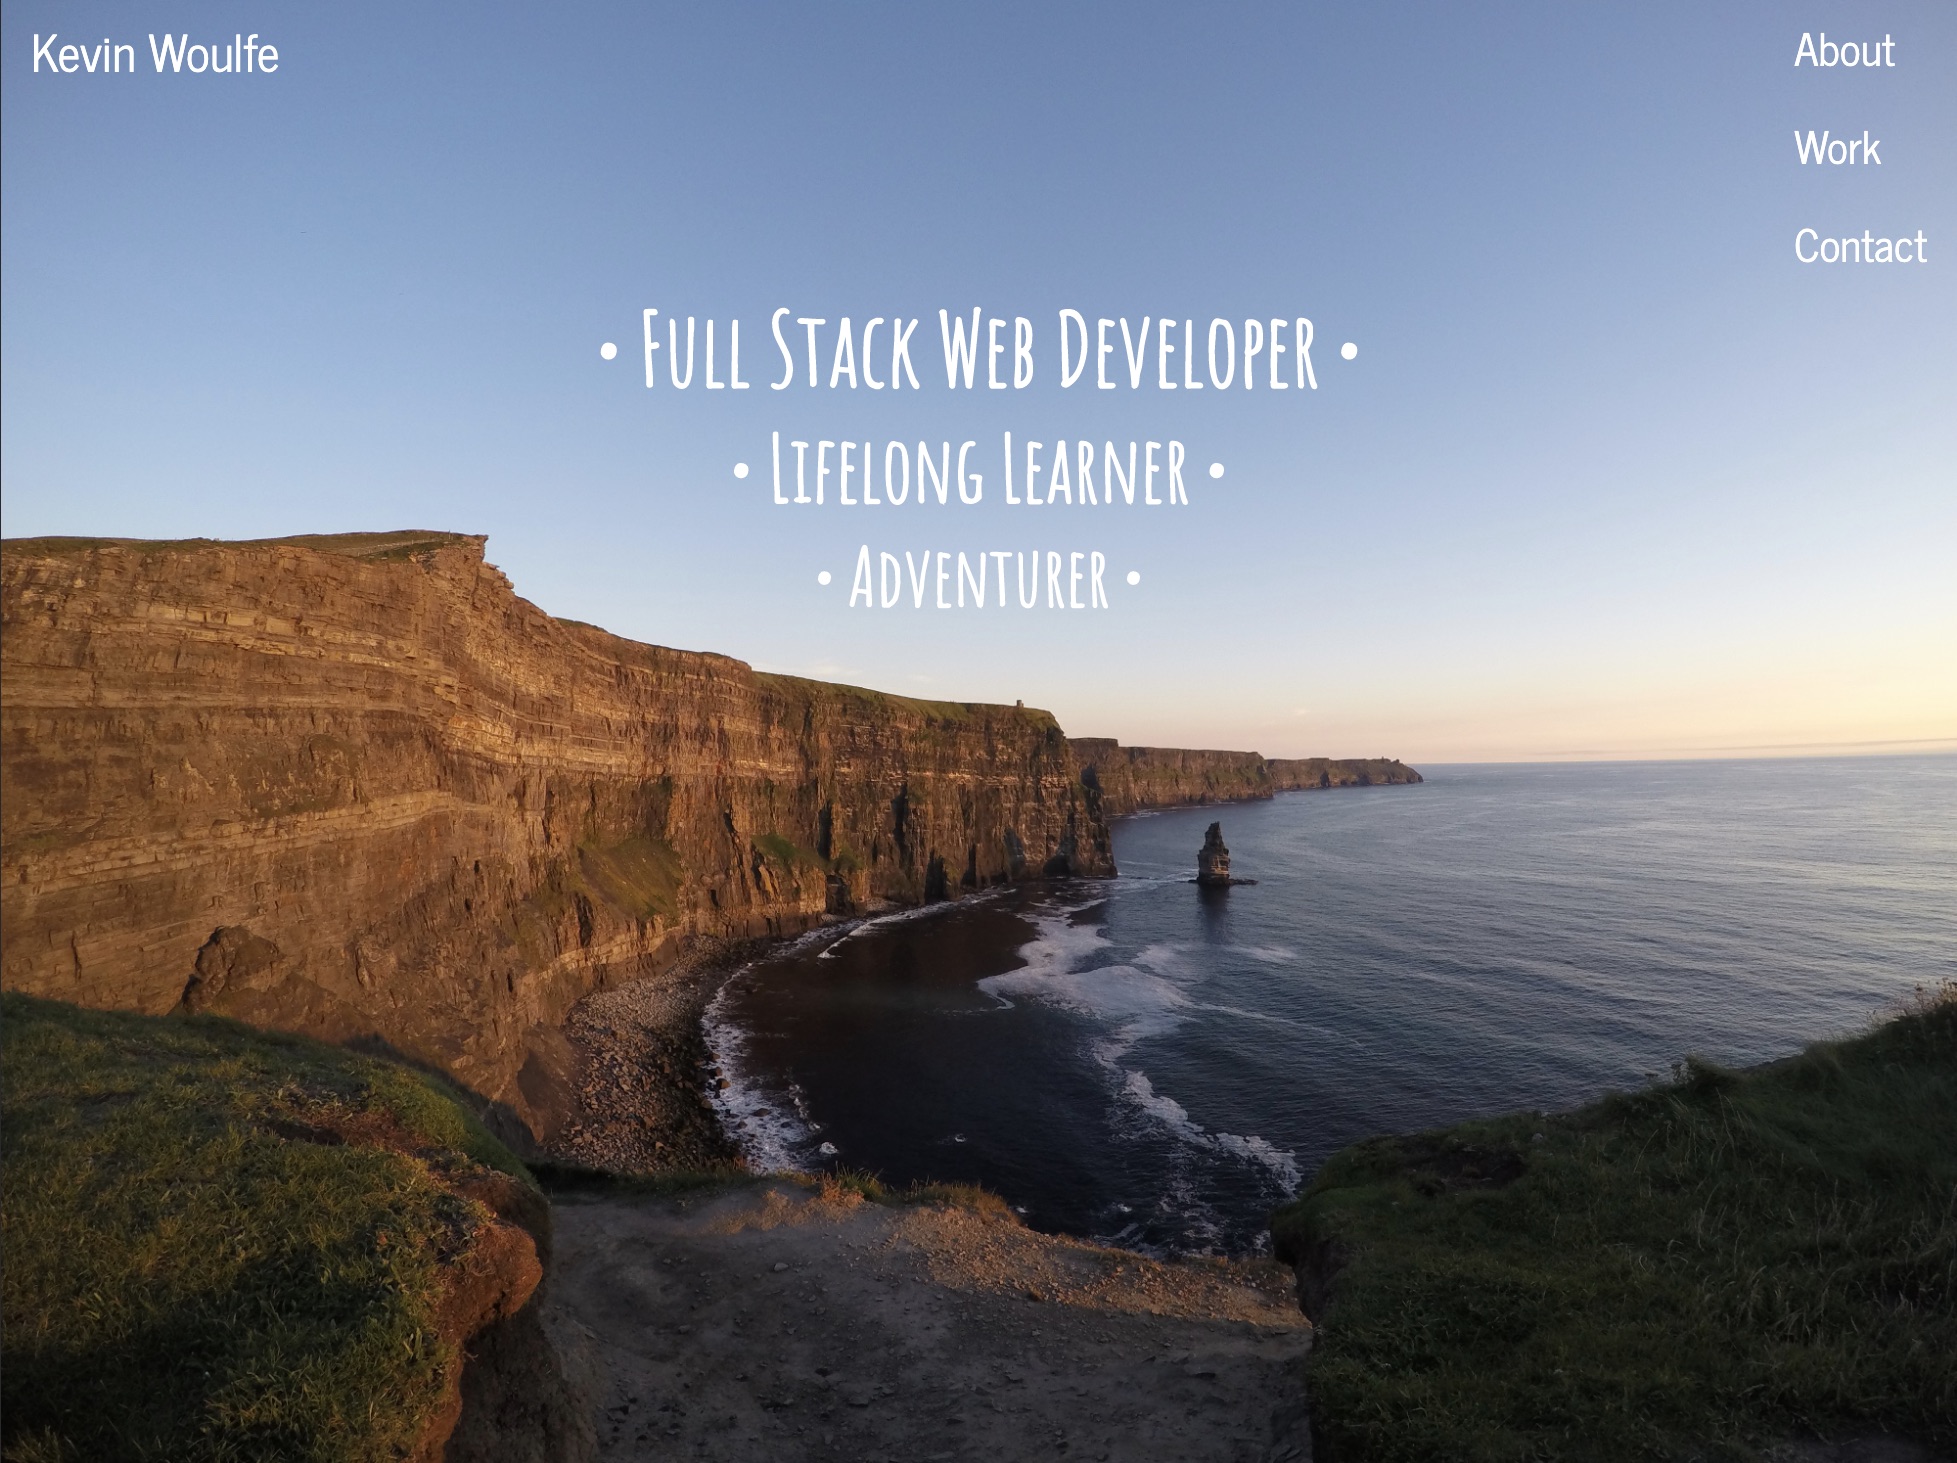 Kevin Woulfe
About
Work
Contact
• Full Stack Web Developer •
• Lifelong Learner •
• Adventurer •